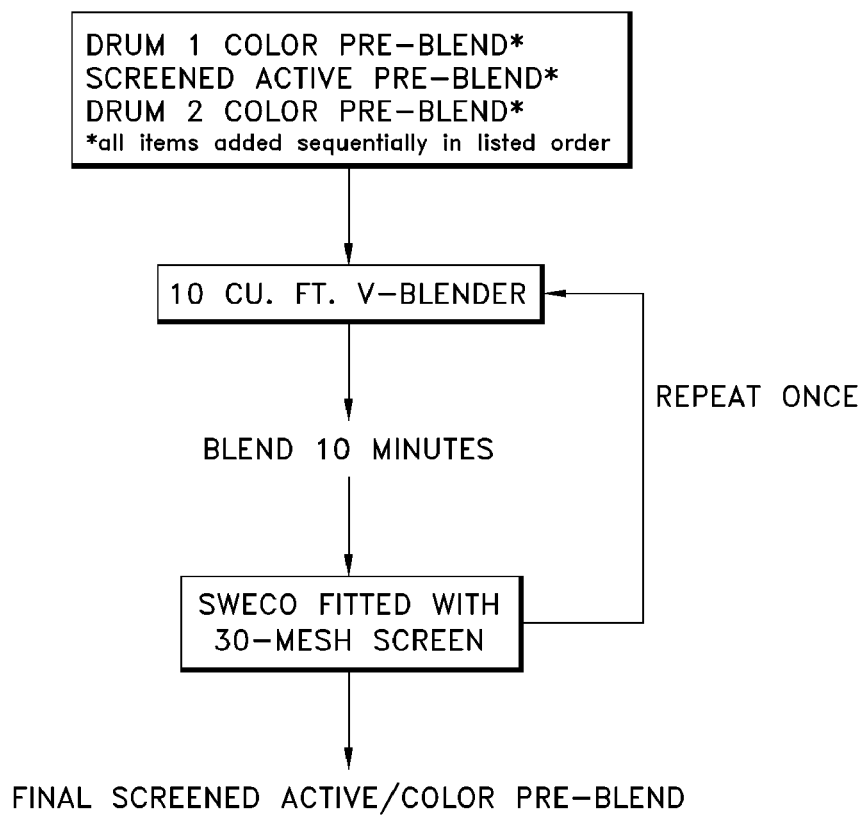 DRUM 1 COLOR PRE-BLEND*
SCREENED ACTIVE PRE-BLEND*
DRUM 2 COLOR PRE-BLEND*
*all items added sequentially in listed order
10 CU. FT. V-BLENDER
REPEAT ONCE
BLEND 10 MINUTES
SWECO FITTED WITH
30-MESH SCREEN
FINAL SCREENED ACTIVE/COLOR PRE-BLEND